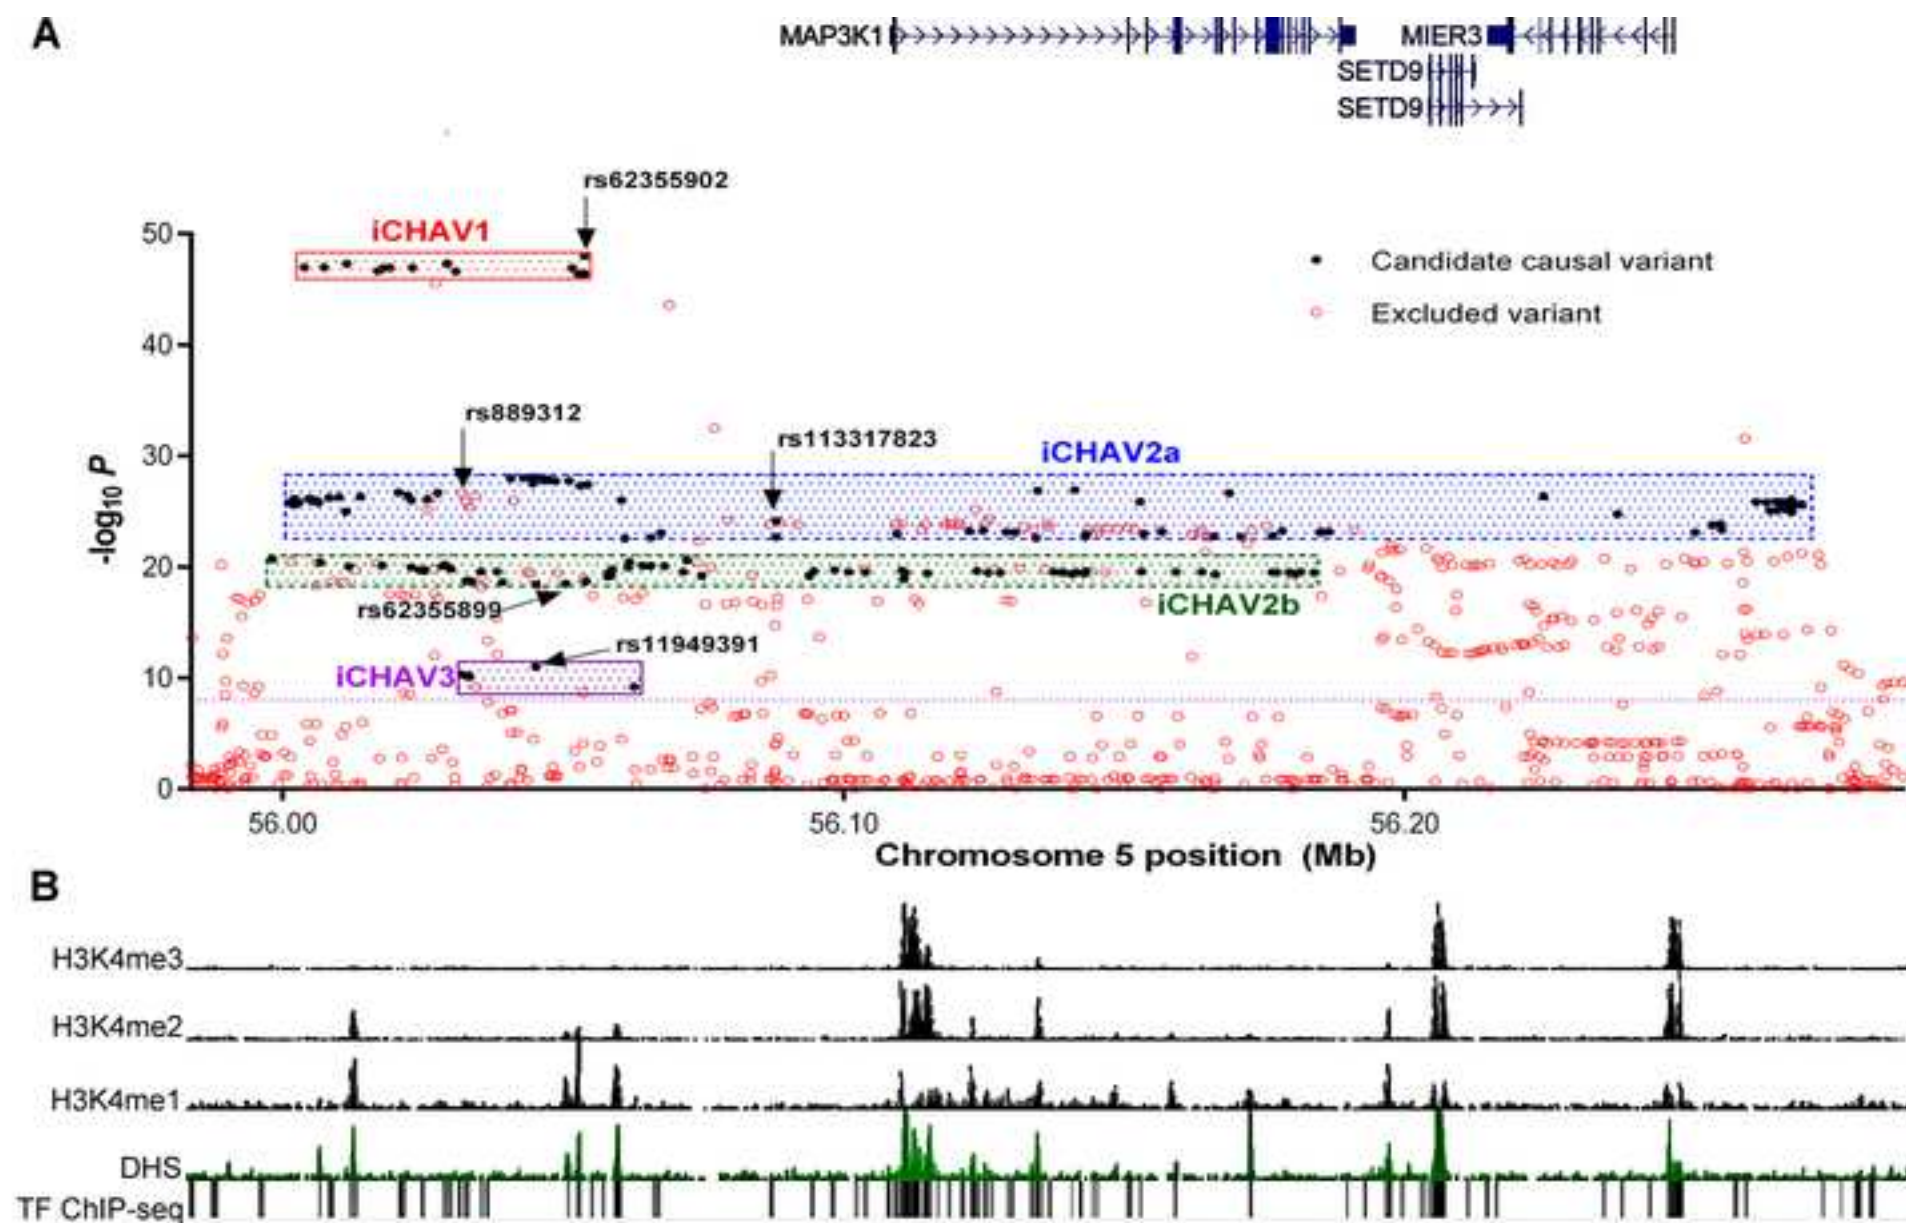 A
MAP3K1
MIER3
SETD9
SETD9
rs62355902
iCHAV1
50
Candidate causal variant
Excluded variant
40
rs889312
rs113317823
iCHAV2a
30
-log10 P
20
rs62355899
iCHAV2b
rs11949391
iCHAV3
10
0
56.00 56.10 56.20
Chromosome 5 position (Mb)
B
H3K4me3
H3K4me2
H3K4me1
DHS
TF ChIP-seq